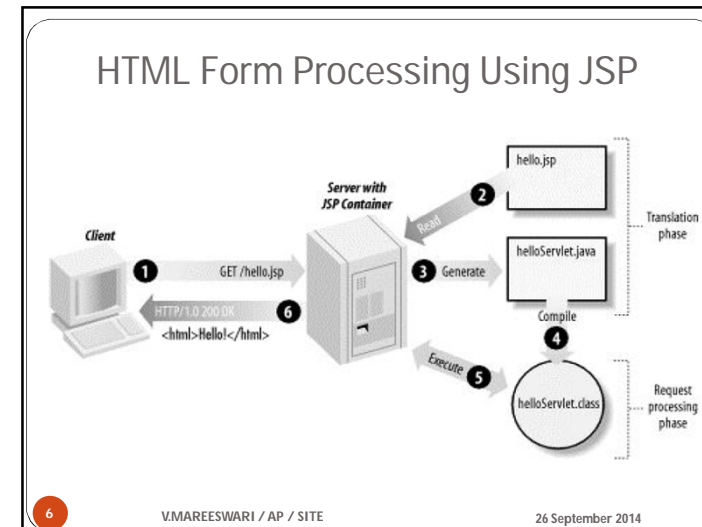 HTML Form Processing Using JSP
Client
Server with
JSP Container
1
GET /hello.jsp
6
HTTP/1.0 200 OK
<html>Hello!</html>
2
Read
hello.jsp
3
Generate
helloServlet.java
Translation
phase
Compile
4
Execute
5
helloServlet.class
Request
processing
phase
6
V.MAREESWARI / AP / SITE
26 September 2014